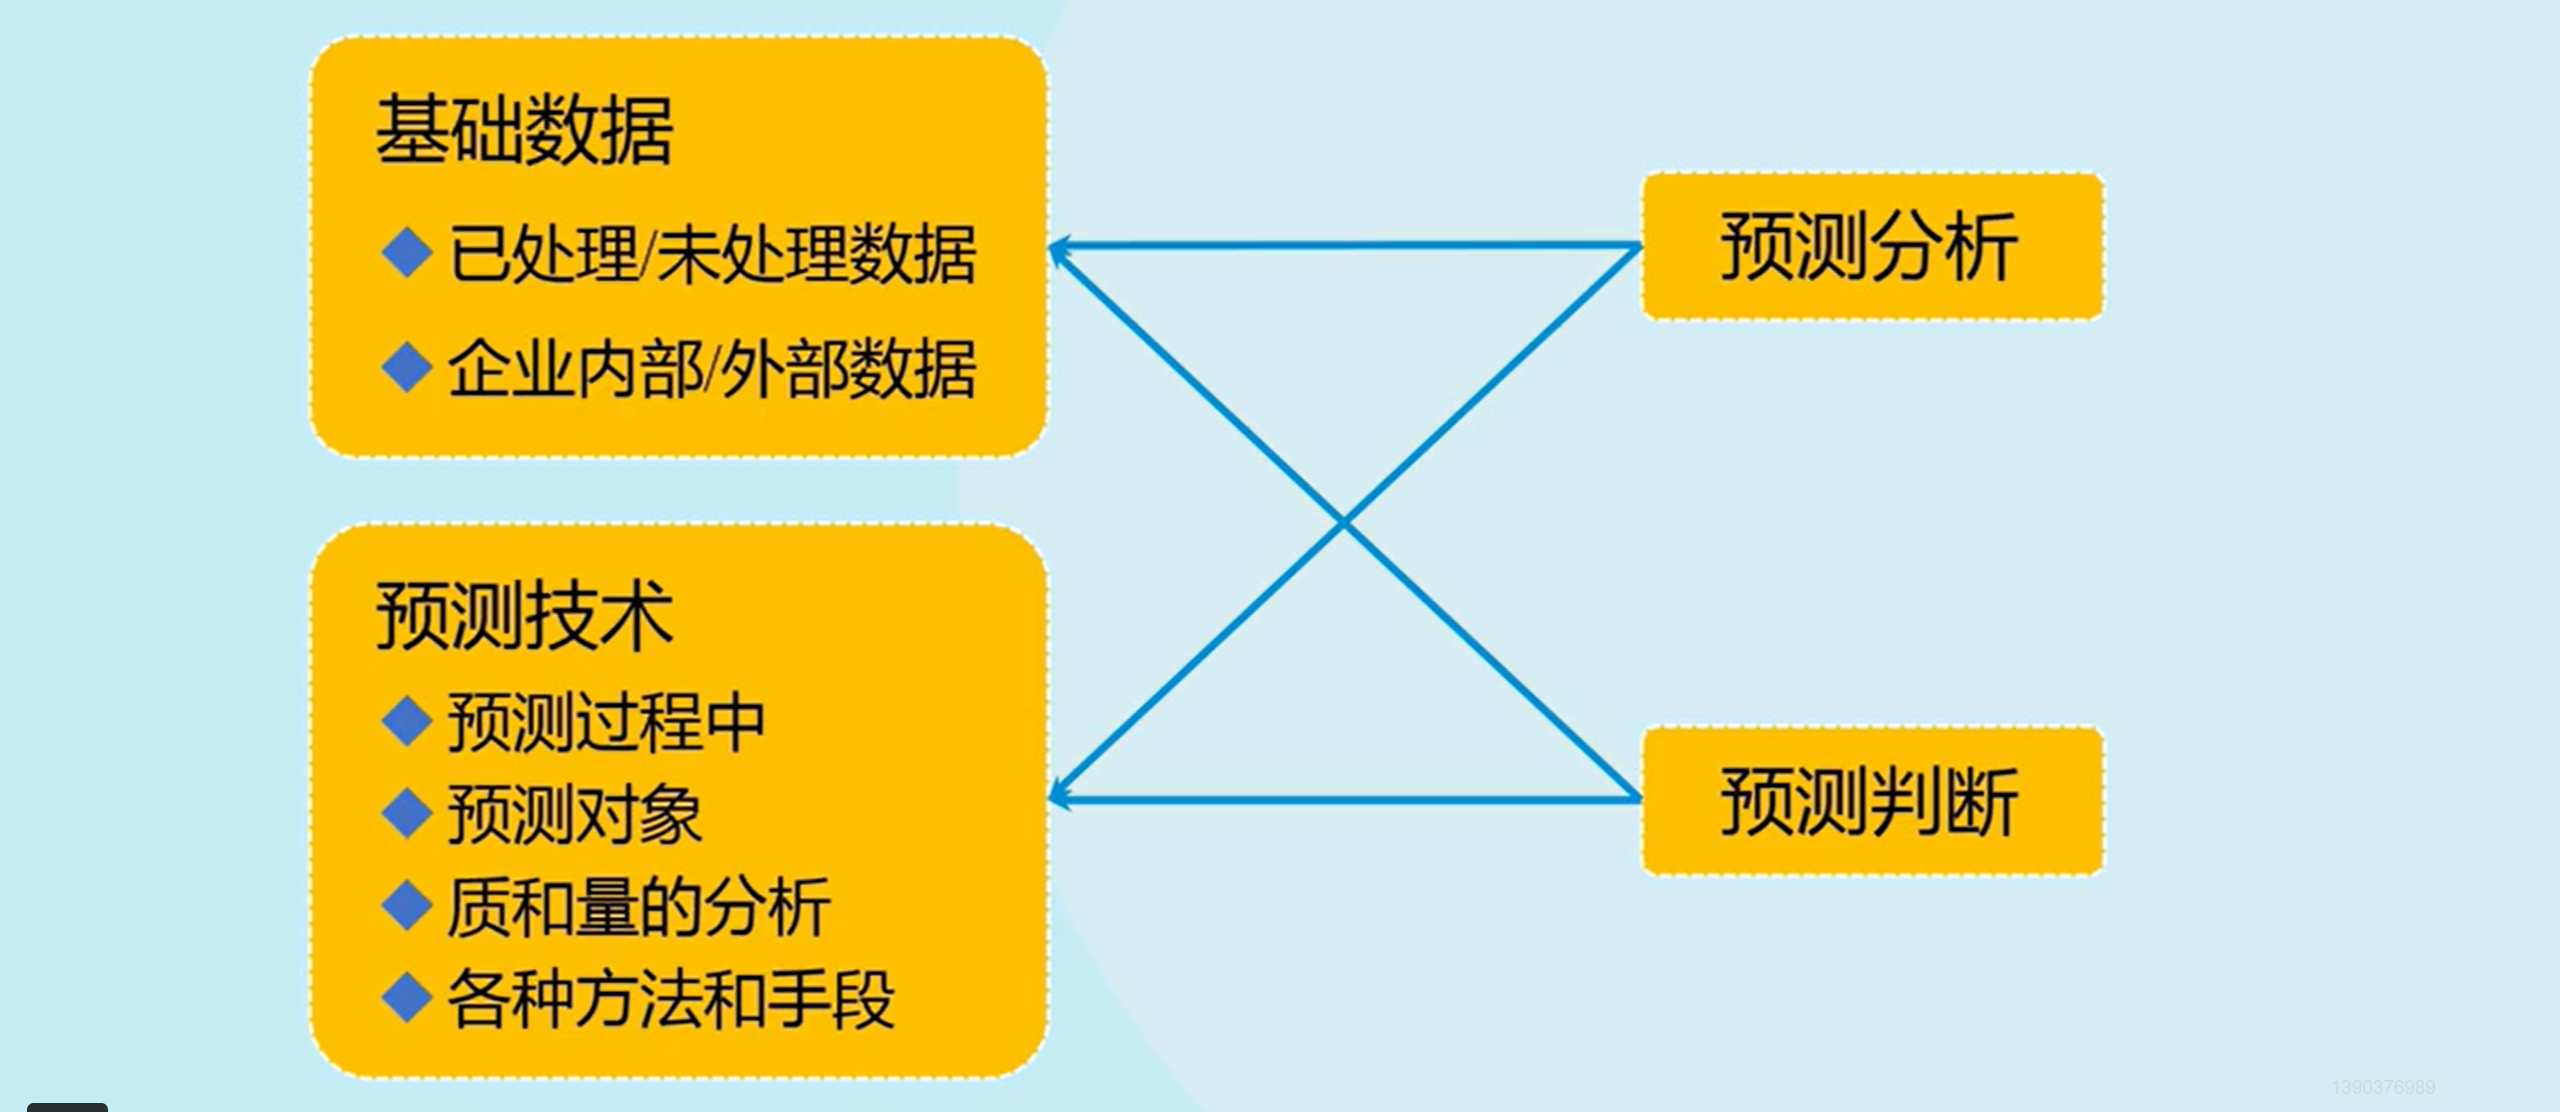 基础数据
已处理/未处理数据
企业内部/外部数据
预测技术
预测过程中
预测对象
质和量的分析
各种方法和手段
预测分析
预测判断
1390376989